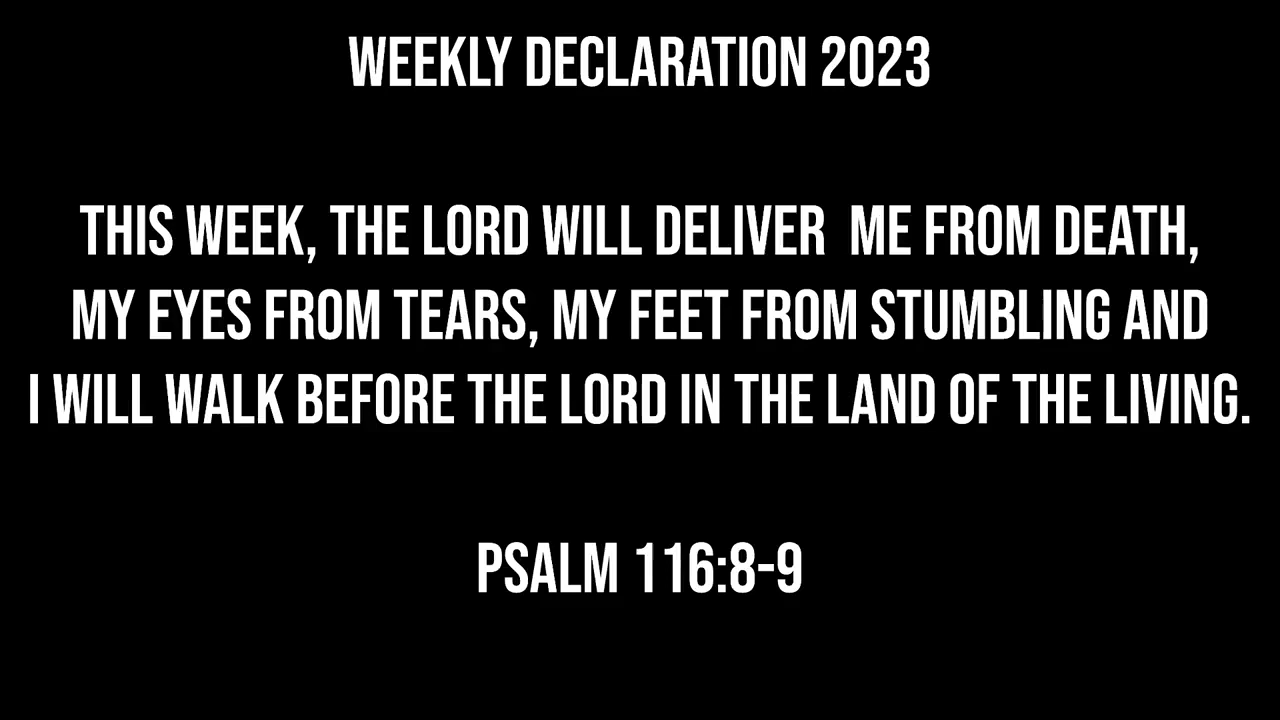 WEEKLY DECLARATION 2023
THIS WEEK, THE LORD WILL DELIVER  ME FROM DEATH,
MY EYES FROM TEARS, MY FEET FROM STUMBLING AND
I WILL WALK BEFORE THE LORD IN THE LAND OF THE LIVING.
PSALM 116:8-9